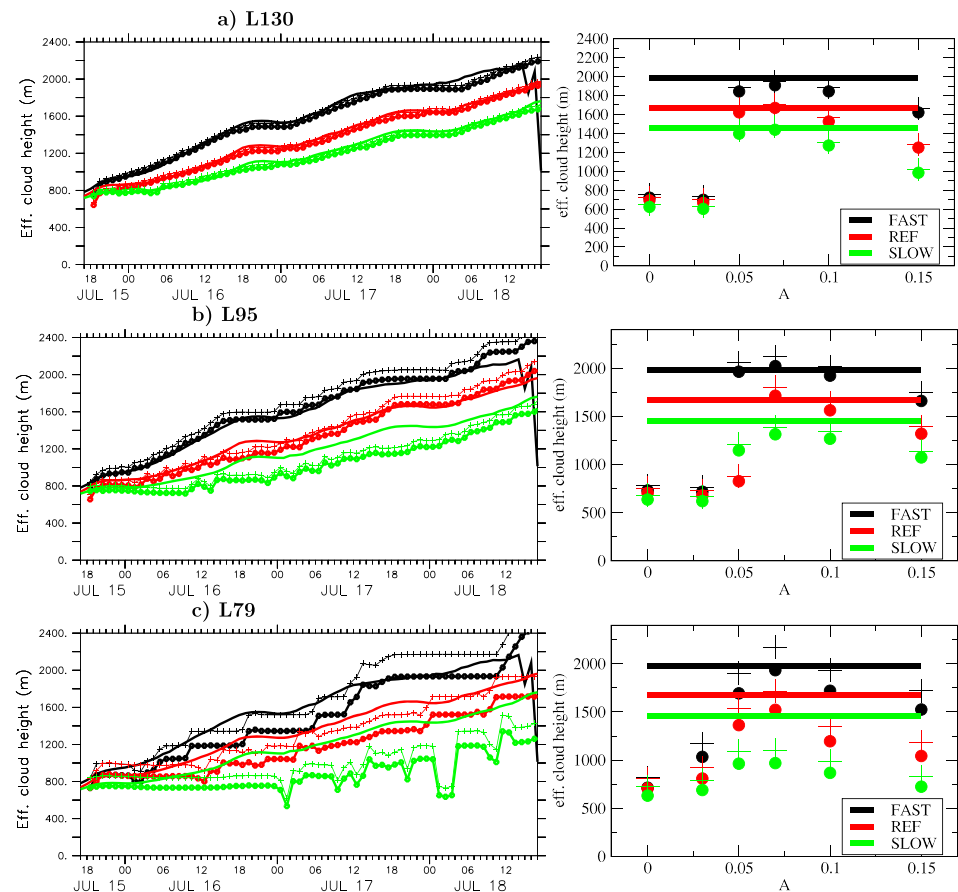 a) L130
Eff. cloud height (m)
2400.
2000.
1600.
1200.
800.
400.
0.
18 00 06 12 18 00 06 12 18 00 06 12
JUL 15 JUL 16 JUL 17 JUL 18
eff. cloud height (m)
2400
2200
2000
1800
1600
1400
1200
1000
800
600
400
200
0
FAST
REF
SLOW
0 0.05 0.1 0.15
A
b) L95
Eff. cloud height (m)
2400.
2000.
1600.
1200.
800.
400.
0.
18 00 06 12 18 00 06 12 18 00 06 12
JUL 15 JUL 16 JUL 17 JUL 18
eff. cloud height (m)
2000
1500
1000
500
0
FAST
REF
SLOW
0 0.05 0.1 0.15
A
c) L79
Eff. cloud height (m)
2400.
2000.
1600.
1200.
800.
400.
0.
18 00 06 12 18 00 06 12 18 00 06 12
JUL 15 JUL 16 JUL 17 JUL 18
eff. cloud height (m)
2000
1500
1000
500
0
FAST
REF
SLOW
0 0.05 0.1 0.15
A